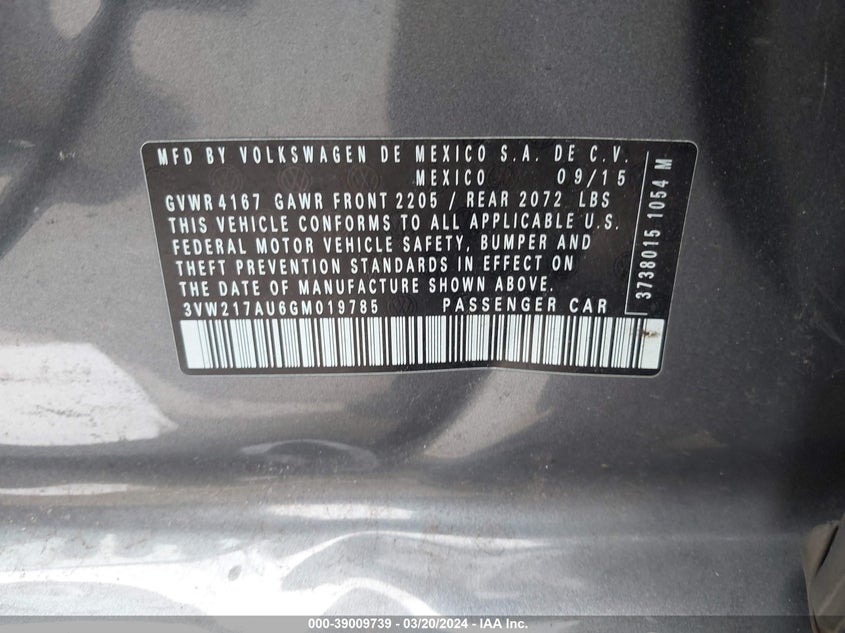 MFD BY VOLKSWAGEN DE MEXICO S.A. DE C.V.
MEXICO 09/15
GVWR 4167 GAWR FRONT 2205 / REAR 2072 LBS
THIS VEHICLE CONFORMS TO ALL APPLICABLE U.S.
FEDERAL MOTOR VEHICLE SAFETY, BUMPER AND
THEFT PREVENTION STANDARDS IN EFFECT ON
THE DATE OF MANUFACTURE SHOWN ABOVE.
3VW217AU6GM019785 PASSENGER CAR
3738015 1054 M
000-39009739 - 03/20/2024 - IAA Inc.